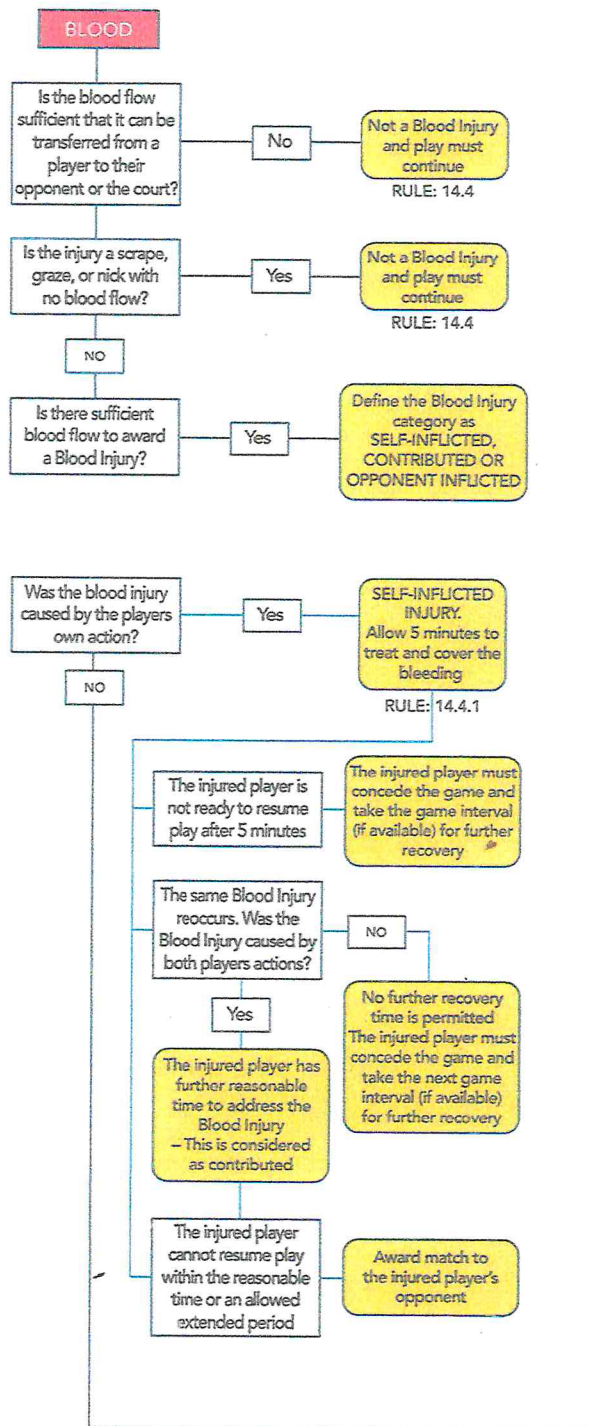 BLOOD
Is the blood flow
sufficient that it can be
transferred from a
player to their
opponent or the court?
No
Not a Blood Injury
and play must
continue
RULE: 14.4
Is the injury a scrape,
graze, or nick with
no blood flow?
Yes
Not a Blood Injury
and play must
continue
RULE: 14.4
NO
Is there sufficient
blood flow to award
a Blood Injury?
Yes
Define the Blood Injury
category as
SELF-INFLICTED,
CONTRIBUTED OR
OPPONENT INFLICTED
Was the blood injury
caused by the players
own action?
Yes
SELF-INFLICTED
INJURY.
Allow 5 minutes to
treat and cover the
bleeding
RULE: 14.4.1
NO
The injured player is
not ready to resume
play after 5 minutes
The injured player must
concede the game and
take the game interval
(if available) for further
recovery
The same Blood Injury
reoccurs. Was the
Blood Injury caused by
both players actions?
NO
No further recovery
time is permitted
The injured player must
concede the game and
take the next game
interval (if available)
for further recovery
Yes
The injured player has
further reasonable
time to address the
Blood Injury
– This is considered
as contributed
The injured player
cannot resume play
within the reasonable
time or an allowed
extended period
Award match to
the injured player's
opponent